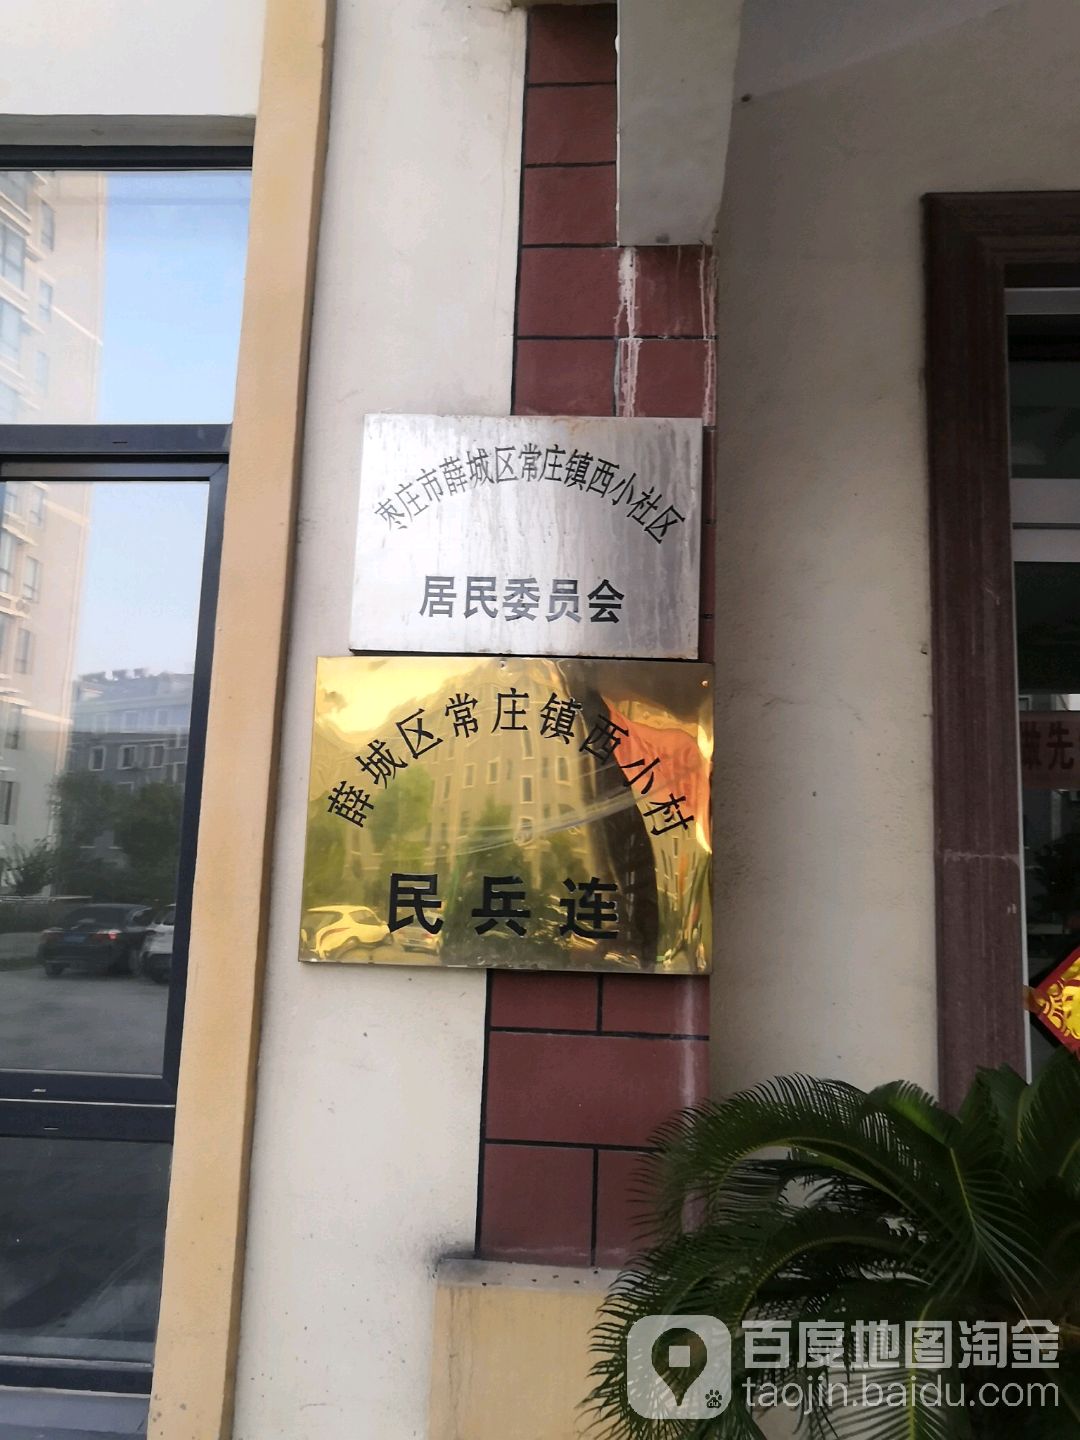 枣庄市薛城区常庄镇西小社区
居民委员会
薛城区常庄镇西小村
民兵连
先
百度地图淘金
taojin.baidu.com